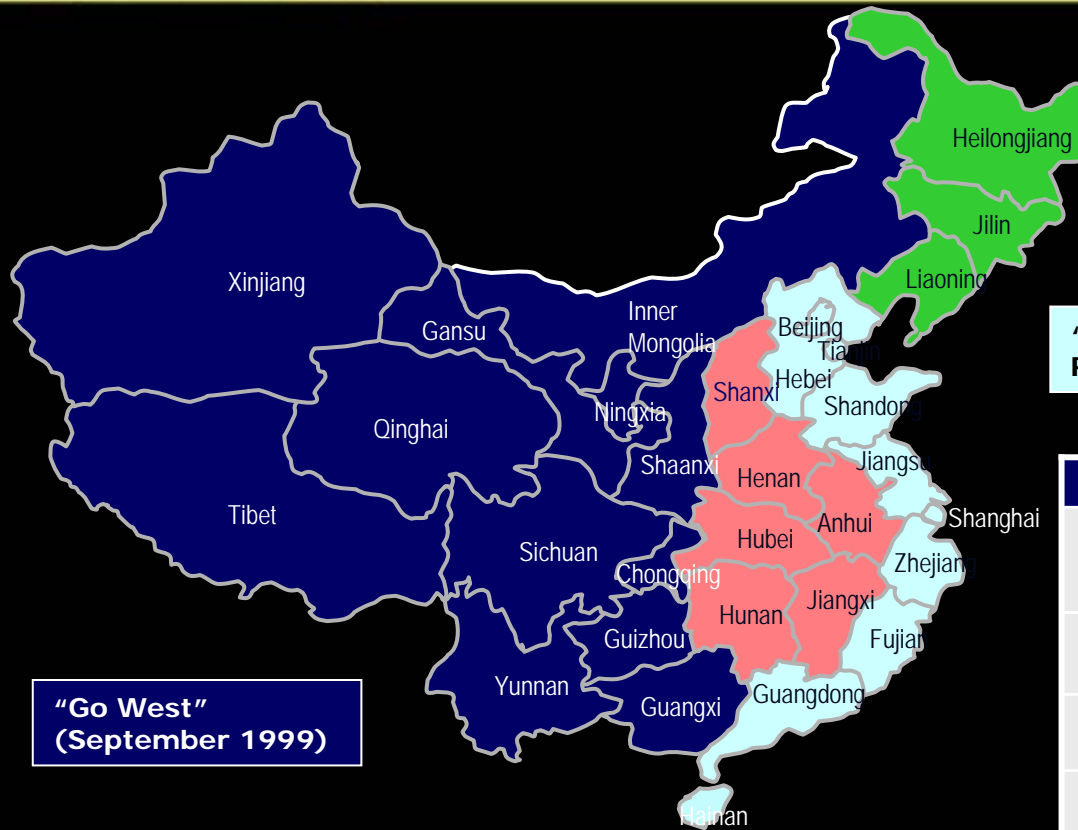 Heilongjiang
Jilin
Liaoning
Xinjiang
Inner
Mongolia
Gansu
Beijing
Tianjin
Hebei
Shanxi
Shandong
Ningxia
Qinghai
Shaanxi
Henan
Jiangsu
Tibet
Anhui
Shanghai
Hubei
Sichuan
Zhejiang
Chongqing
Jiangxi
Hunan
Guizhou
Fujian
Yunnan
Guangdong
Guangxi
Hainan
“Go West”
(September 1999)